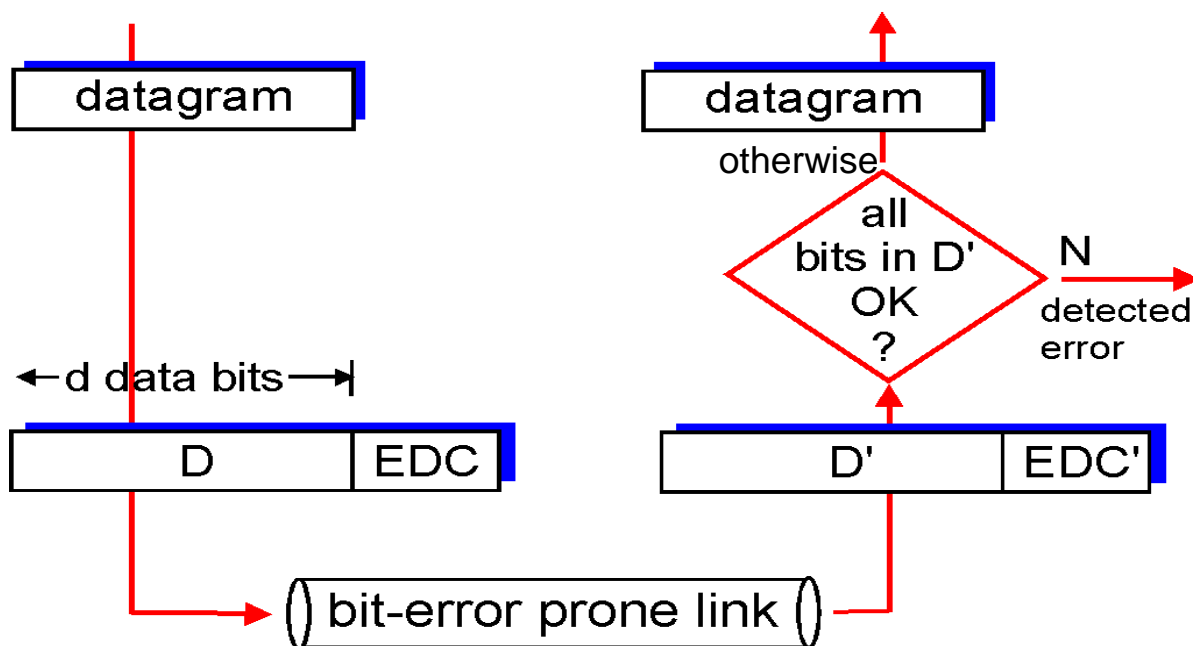 datagram
datagram
otherwise
all
bits in D'
OK
?
N
detected
error
d data bits
D
EDC
D'
EDC'
bit-error prone link